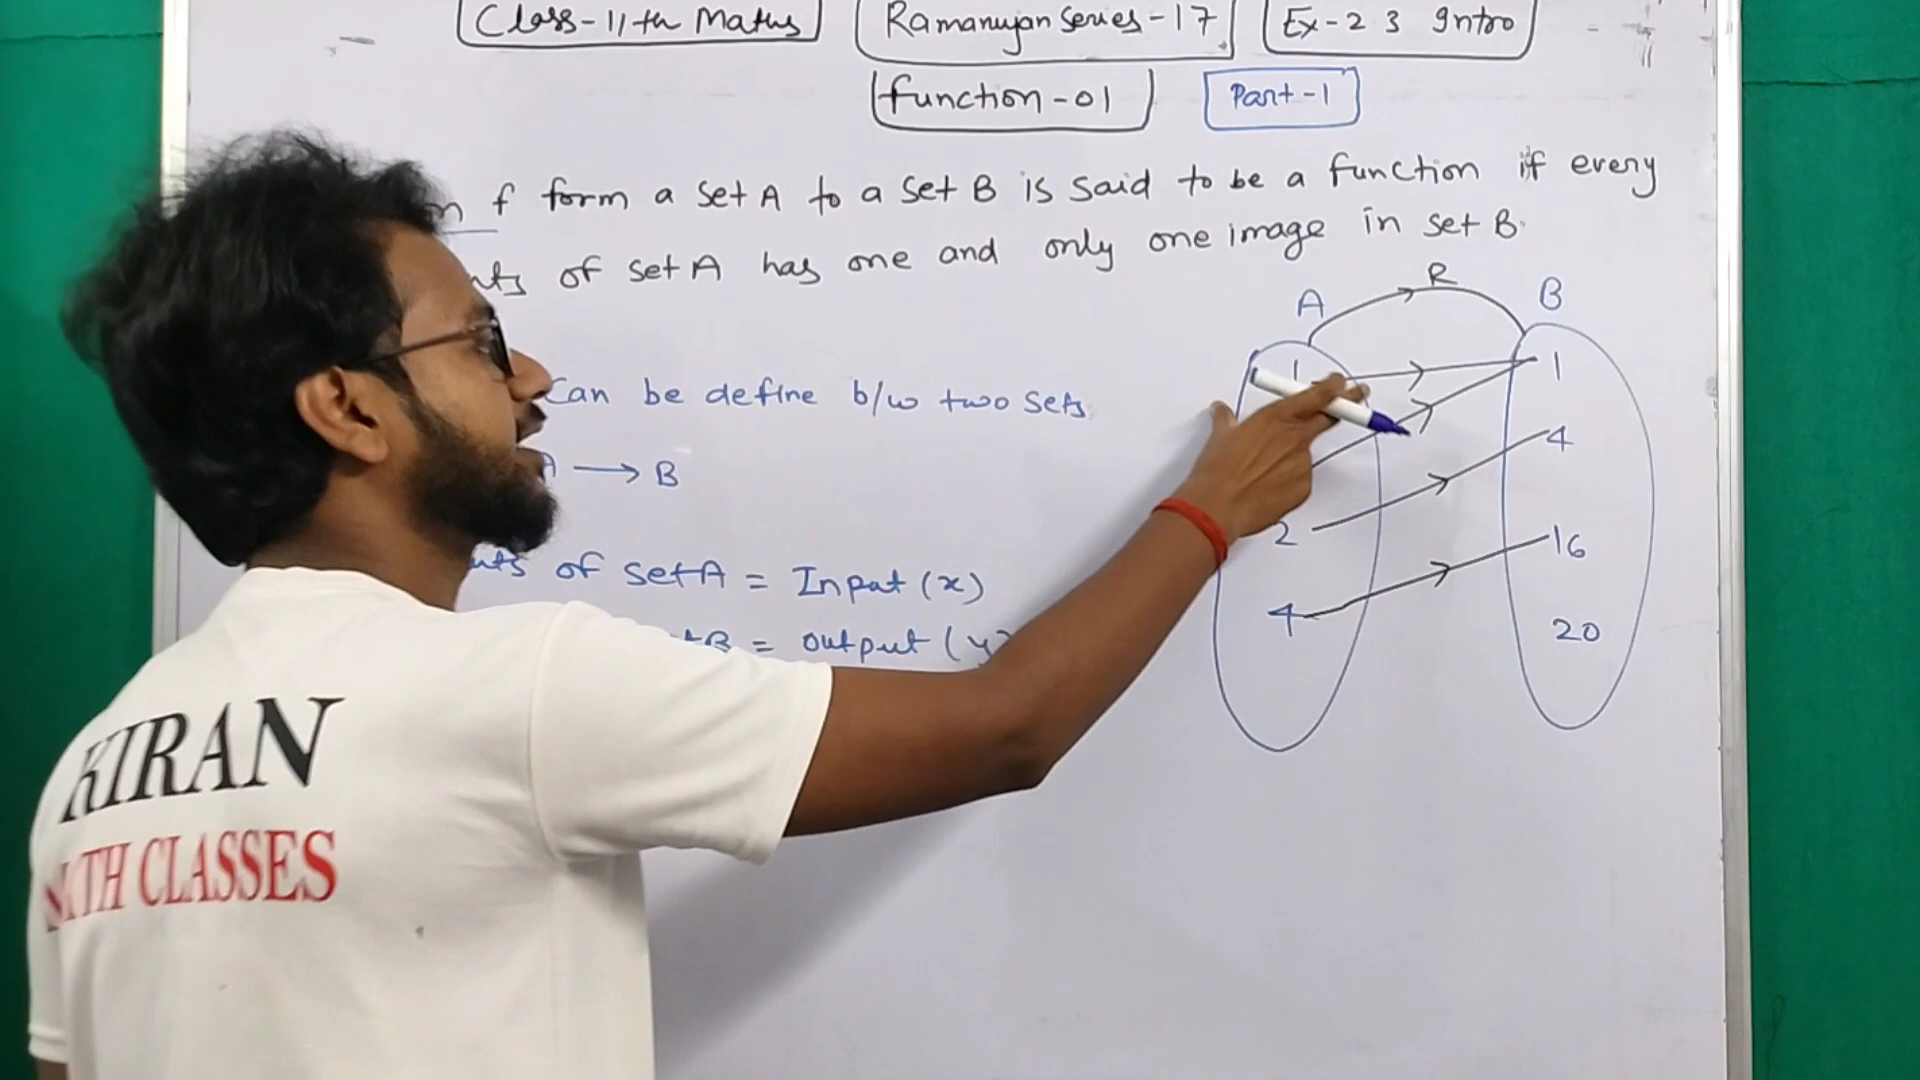 Class-11th Maths
Ramanujan Series-17
Ex-2 3 Intro
function-01
Part-1
f form a set A to a set B is said to be a function if every
of set A has one and only one image in set B.
R
A
B
1
1
Can be define b/w two sets
4
A → B
2
16
of set A = Input (x)
4
20
B = output (y)
KIRAN
CLASSES